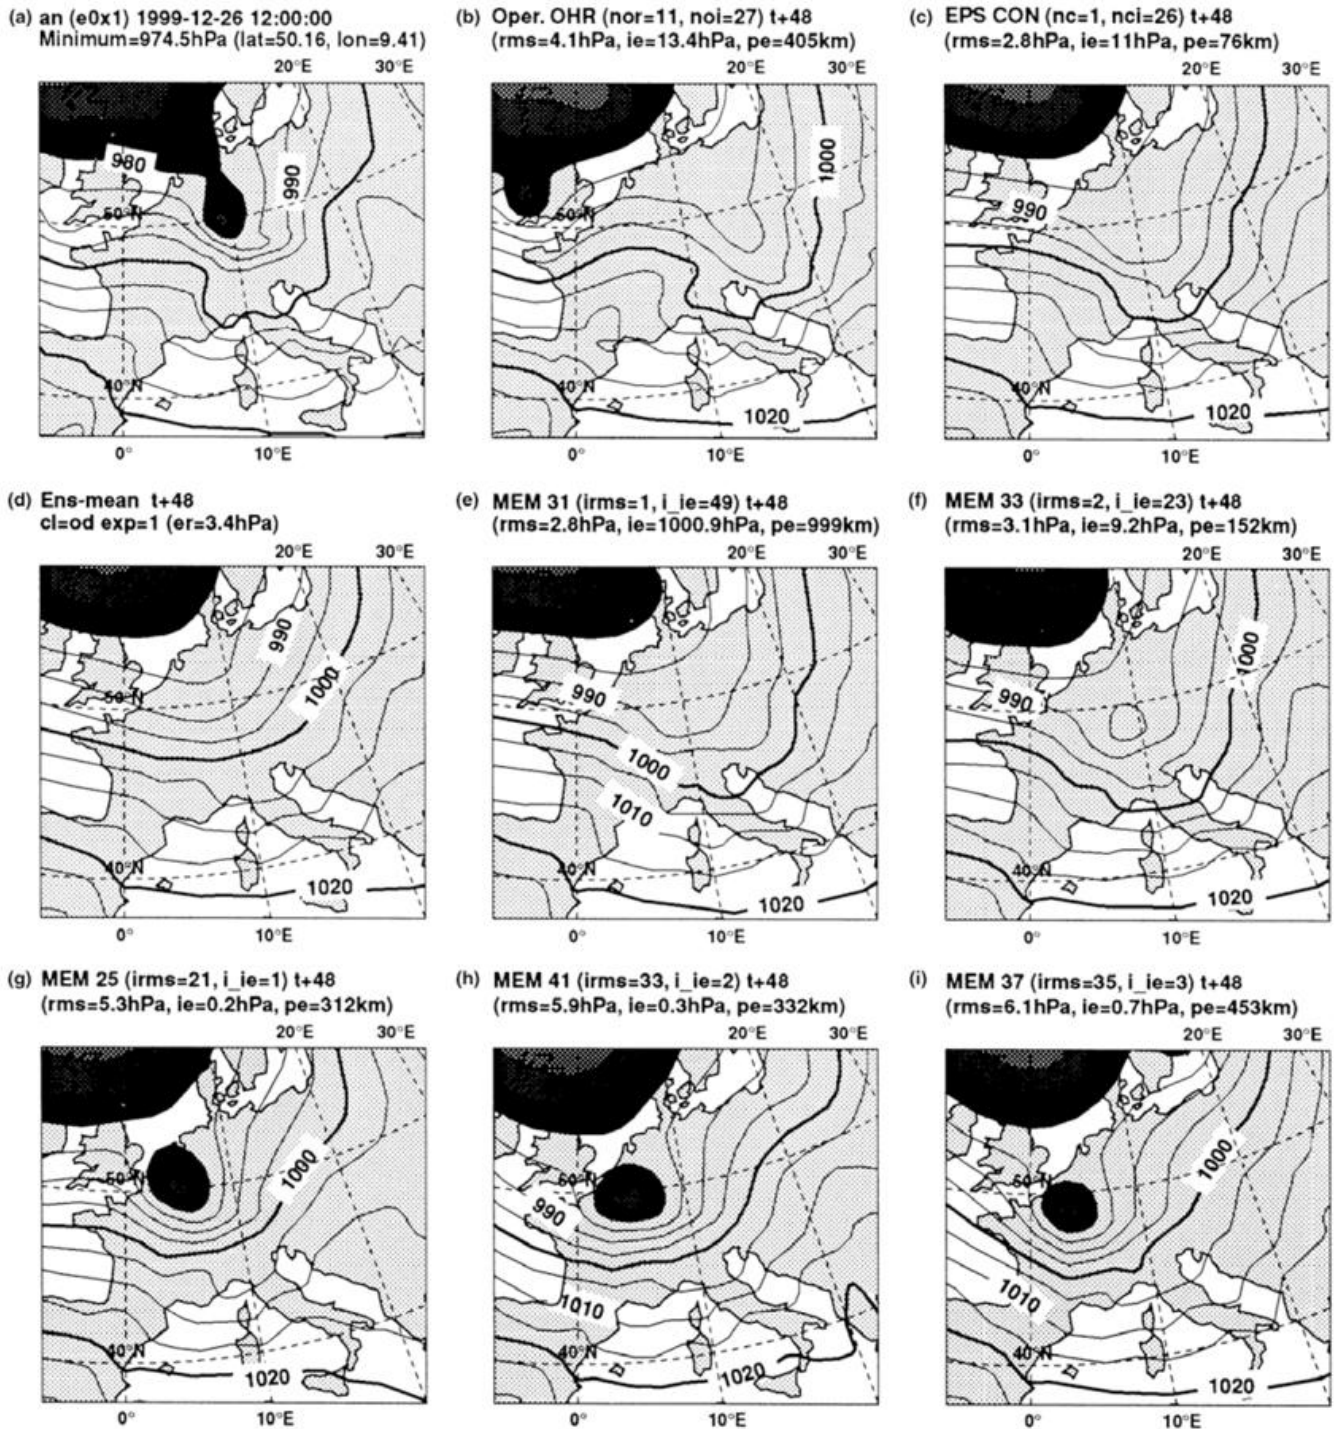 (a) an (e0x1) 1999-12-26 12:00:00
Minimum=974.5hPa (lat=50.16, lon=9.41)
20°E 30°E
980
990
50°N
40°N
0° 10°E
(b) Oper. OHR (nor=11, noi=27) t+48
(rms=4.1hPa, ie=13.4hPa, pe=405km)
20°E 30°E
1000
50°N
40°N
1020
0° 10°E
(c) EPS CON (nc=1, nci=26) t+48
(rms=2.8hPa, ie=11hPa, pe=76km)
20°E 30°E
990
40°N
1020
0° 10°E
(d) Ens-mean t+48
cl=od exp=1 (er=3.4hPa)
20°E 30°E
990
1000
50°N
40°N
1020
0° 10°E
(e) MEM 31 (irms=1, i_ie=49) t+48
(rms=2.8hPa, ie=1000.9hPa, pe=999km)
20°E 30°E
990
1000
1010
40°N
1020
0° 10°E
(f) MEM 33 (irms=2, i_ie=23) t+48
(rms=3.1hPa, ie=9.2hPa, pe=152km)
20°E 30°E
1000
990
40°N
1020
0° 10°E
(g) MEM 25 (irms=21, i_ie=1) t+48
(rms=5.3hPa, ie=0.2hPa, pe=312km)
20°E 30°E
1000
50°N
40°N
1020
0° 10°E
(h) MEM 41 (irms=33, i_ie=2) t+48
(rms=5.9hPa, ie=0.3hPa, pe=332km)
20°E 30°E
50°N
990
1010
40°N
1020
0° 10°E
(i) MEM 37 (irms=35, i_ie=3) t+48
(rms=6.1hPa, ie=0.7hPa, pe=453km)
20°E 30°E
1000
50°N
1010
40°N
1020
0° 10°E